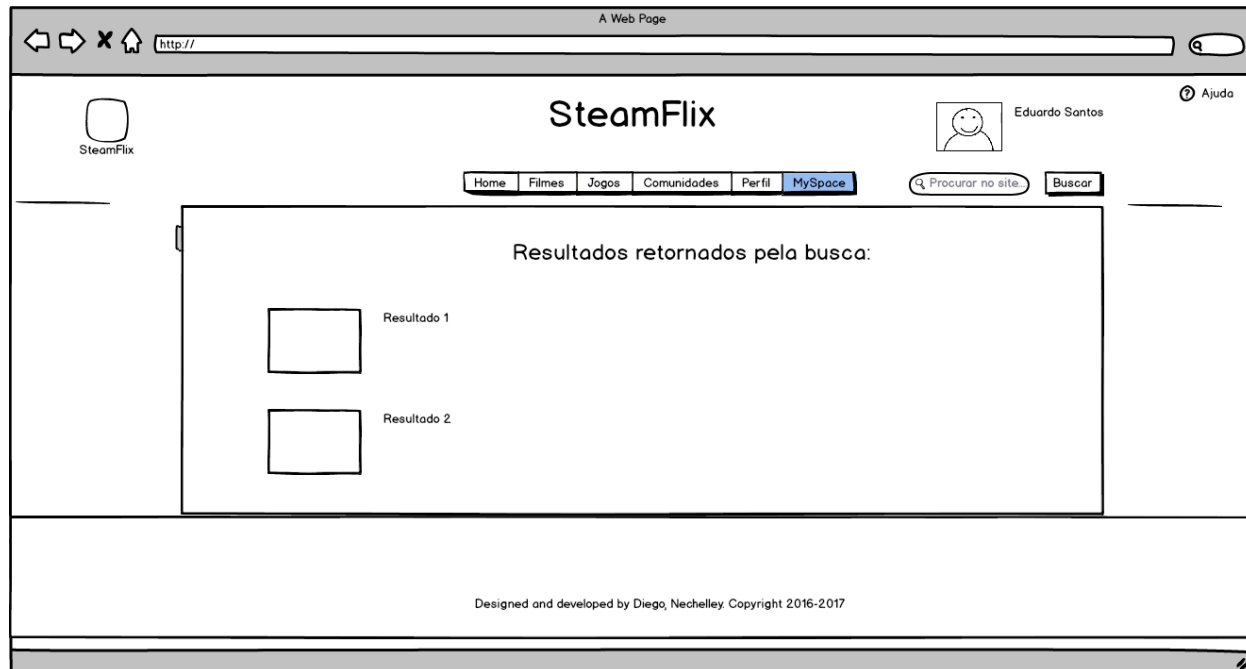 A Web Page
http://
Ajuda
SteamFlix
SteamFlix
Eduardo Santos
Home Filmes Jogos Comunidades Perfil MySpace
Procurar no site...
Buscar
Resultados retornados pela busca:
Resultado 1
Resultado 2
Designed and developed by Diego, Nechelley. Copyright 2016-2017